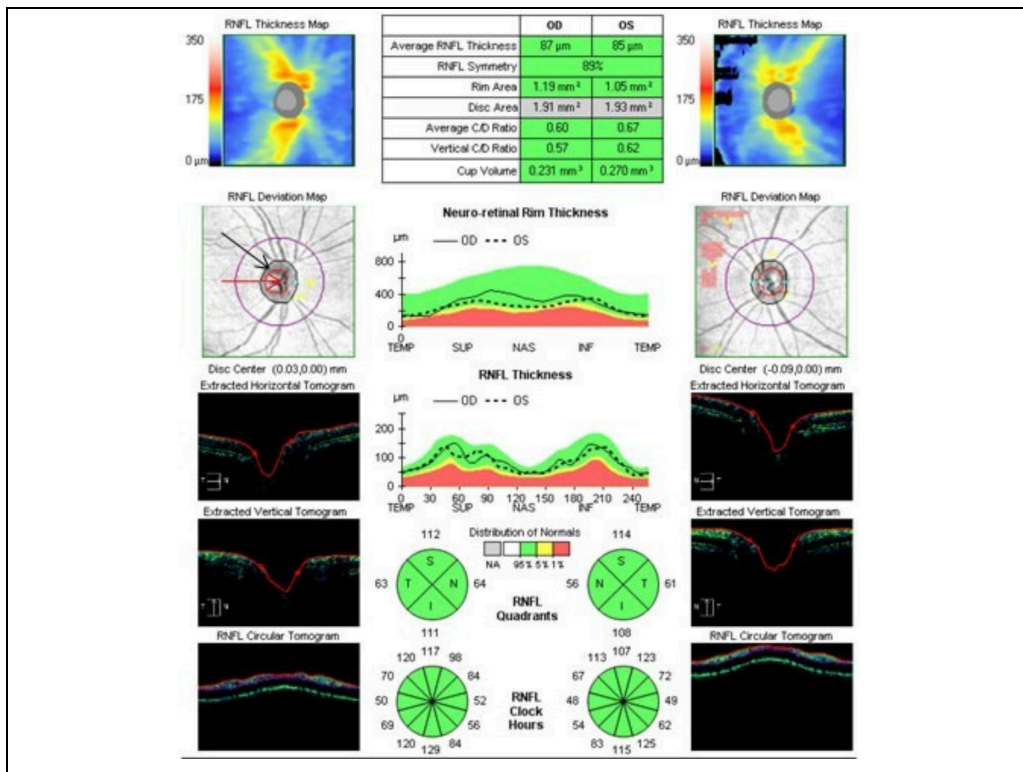 RNFL Thickness Map
350
175
0 µm
OD OS
Average RNFL Thickness 87 µm 85 µm
RNFL Symmetry 89%
Rim Area 1.19 mm² 1.05 mm²
Disc Area 1.91 mm² 1.93 mm²
Average C/D Ratio 0.60 0.67
Vertical C/D Ratio 0.57 0.62
Cup Volume 0.231 mm³ 0.270 mm³
RNFL Thickness Map
350
175
0 µm
RNFL Deviation Map
Disc Center (0.03,0.00) mm
Neuro-retinal Rim Thickness
µm OD OS
800
400
0
0
TEMP SUP NAS INF TEMP
RNFL Deviation Map
Disc Center (-0.09,0.00) mm
Extracted Horizontal Tomogram
T N
RNFL Thickness
µm OD OS
200
100
0
0 30 60 90 120 150 180 210 240
TEMP SUP NAS INF TEMP
Extracted Horizontal Tomogram
T N
Extracted Vertical Tomogram
T N
Distribution of Normals
NA 95% 5% 1%
112
S
63 T N 64
I
111
RNFL
Quadrants
114
S
56 N T 61
I
108
Extracted Vertical Tomogram
T N
RNFL Circular Tomogram
117
120 98
70 84
50 52
69 56
120 84
129
RNFL
Clock
Hours
107
113 123
67 72
48 49
54 62
83 125
115
RNFL Circular Tomogram